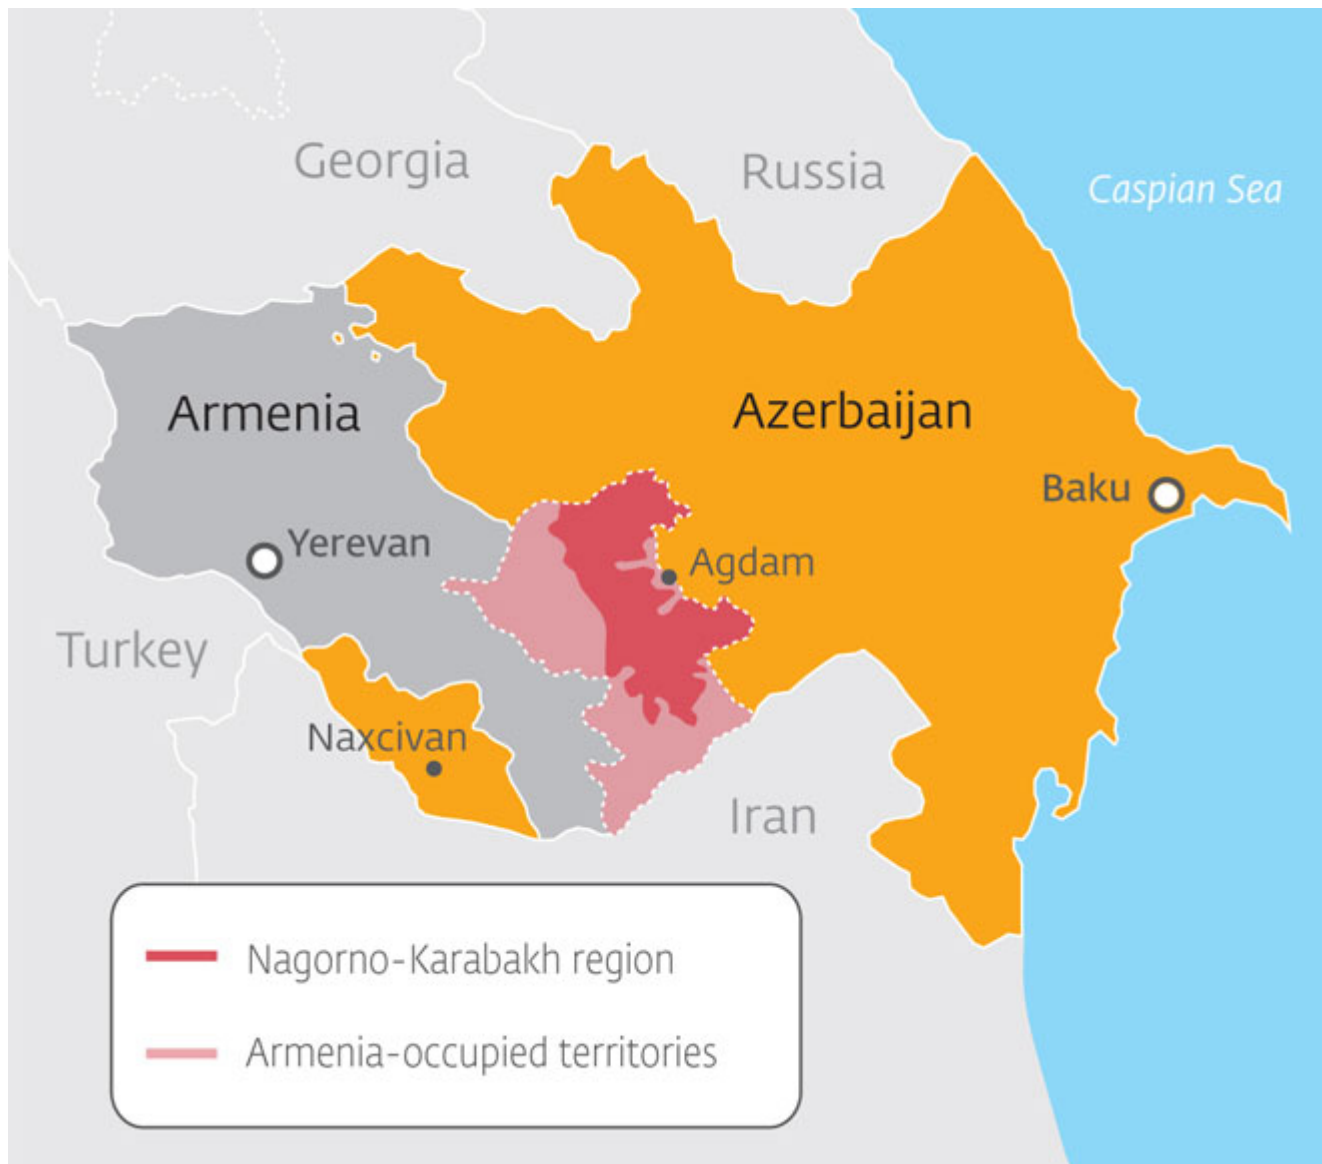 Georgia
Russia
Caspian Sea
Armenia
Azerbaijan
Baku
Yerevan
Agdam
Turkey
Naxcivan
Iran
Nagorno-Karabakh region
Armenia-occupied territories